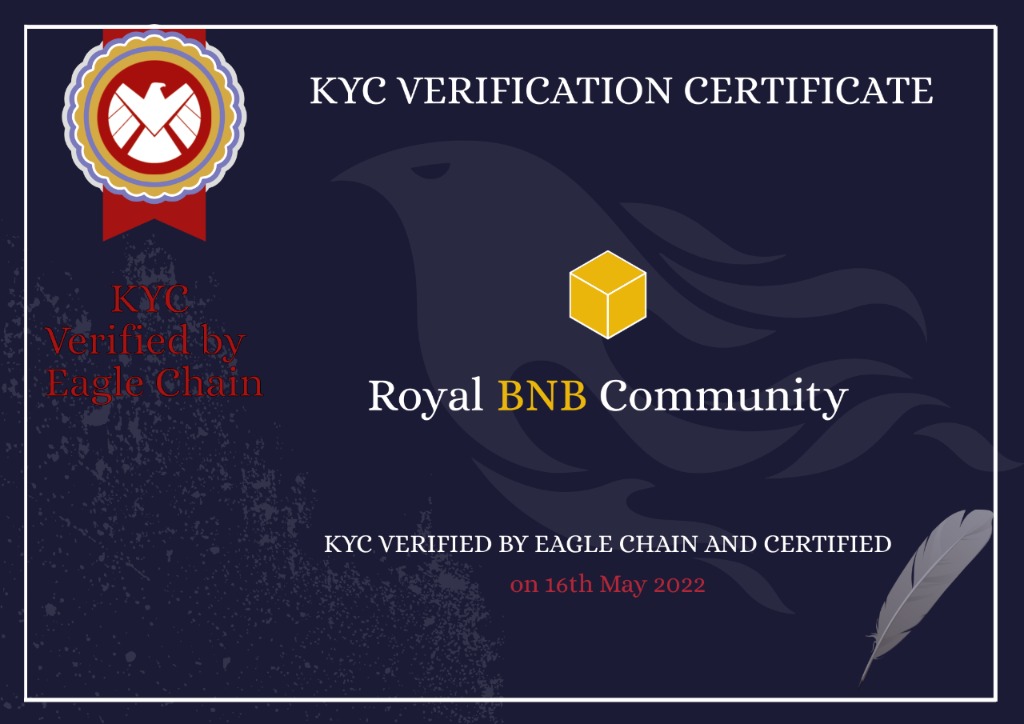 KYC VERIFICATION CERTIFICATE
KYC
Verified by
Eagle Chain
Royal BNB Community
KYC VERIFIED BY EAGLE CHAIN AND CERTIFIED
on 16th May 2022